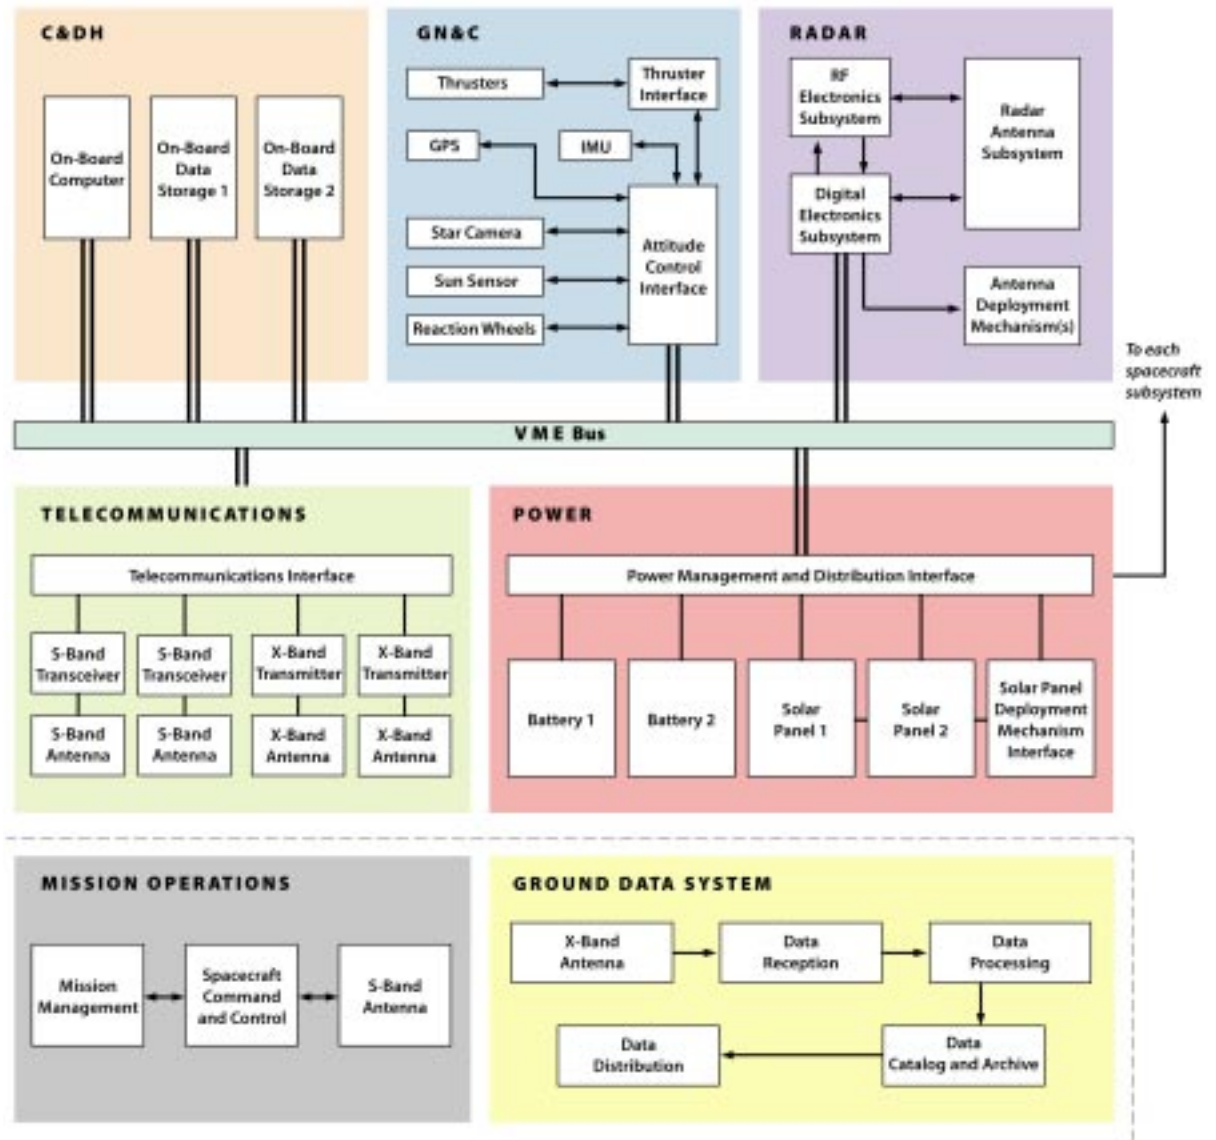 C&DH
On-Board
Computer
On-Board
Data
Storage 1
On-Board
Data
Storage 2
GN&C
Thrusters
Thruster
Interface
GPS
IMU
Star Camera
Sun Sensor
Reaction Wheels
Attitude
Control
Interface
RADAR
RF
Electronics
Subsystem
Radar
Antenna
Subsystem
Digital
Electronics
Subsystem
Antenna
Deployment
Mechanism(s)
To each
spacecraft
subsystem
VME Bus
TELECOMMUNICATIONS
Telecommunications Interface
S-Band
Transceiver
S-Band
Transceiver
X-Band
Transmitter
X-Band
Transmitter
S-Band
Antenna
S-Band
Antenna
X-Band
Antenna
X-Band
Antenna
POWER
Power Management and Distribution Interface
Battery 1
Battery 2
Solar
Panel 1
Solar
Panel 2
Solar Panel
Deployment
Mechanism
Interface
MISSION OPERATIONS
Mission
Management
Spacecraft
Command
and Control
S-Band
Antenna
GROUND DATA SYSTEM
X-Band
Antenna
Data
Reception
Data
Processing
Data
Distribution
Data
Catalog and Archive